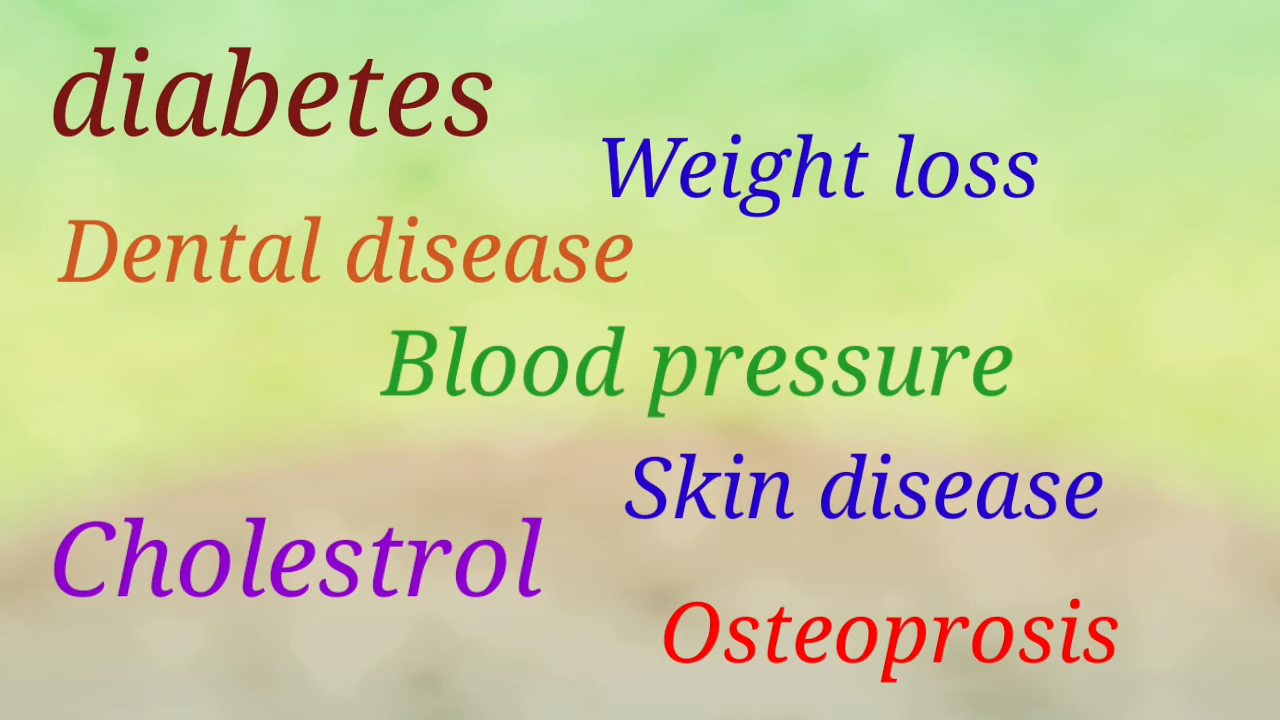 diabetes
Weight loss
Dental disease
Blood pressure
Skin disease
Cholestrol
Osteoprosis